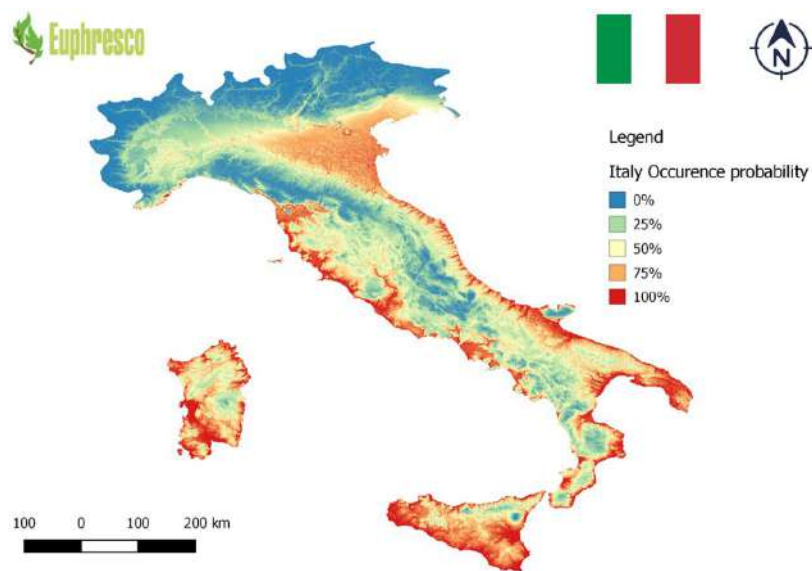 Euphresco
N
Legend
Italy Occurence probability
0%
25%
50%
75%
100%
100 0 100 200 km